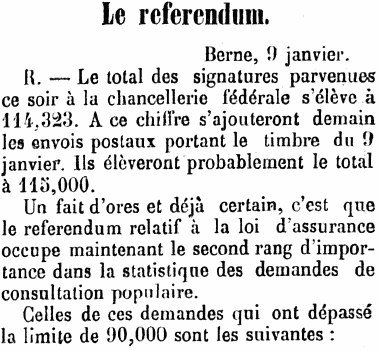 Le referendum.
Berne, 9 janvier.
R. — Le total des signatures parvenues
ce soir à la chancellerie fédérale s'élève à
114,323. A ce chiffre s'ajouteront demain
les envois postaux portant le timbre du 9
janvier. Ils élèveront probablement le total
à 115,000.
Un fait d'ores et déjà certain, c'est que
le referendum relatif à la loi d'assurance
occupe maintenant le second rang d'impor-
tance dans la statistique des demandes de
consultation populaire.
Celles de ces demandes qui ont dépassé
la limite de 90,000 sont les suivantes :